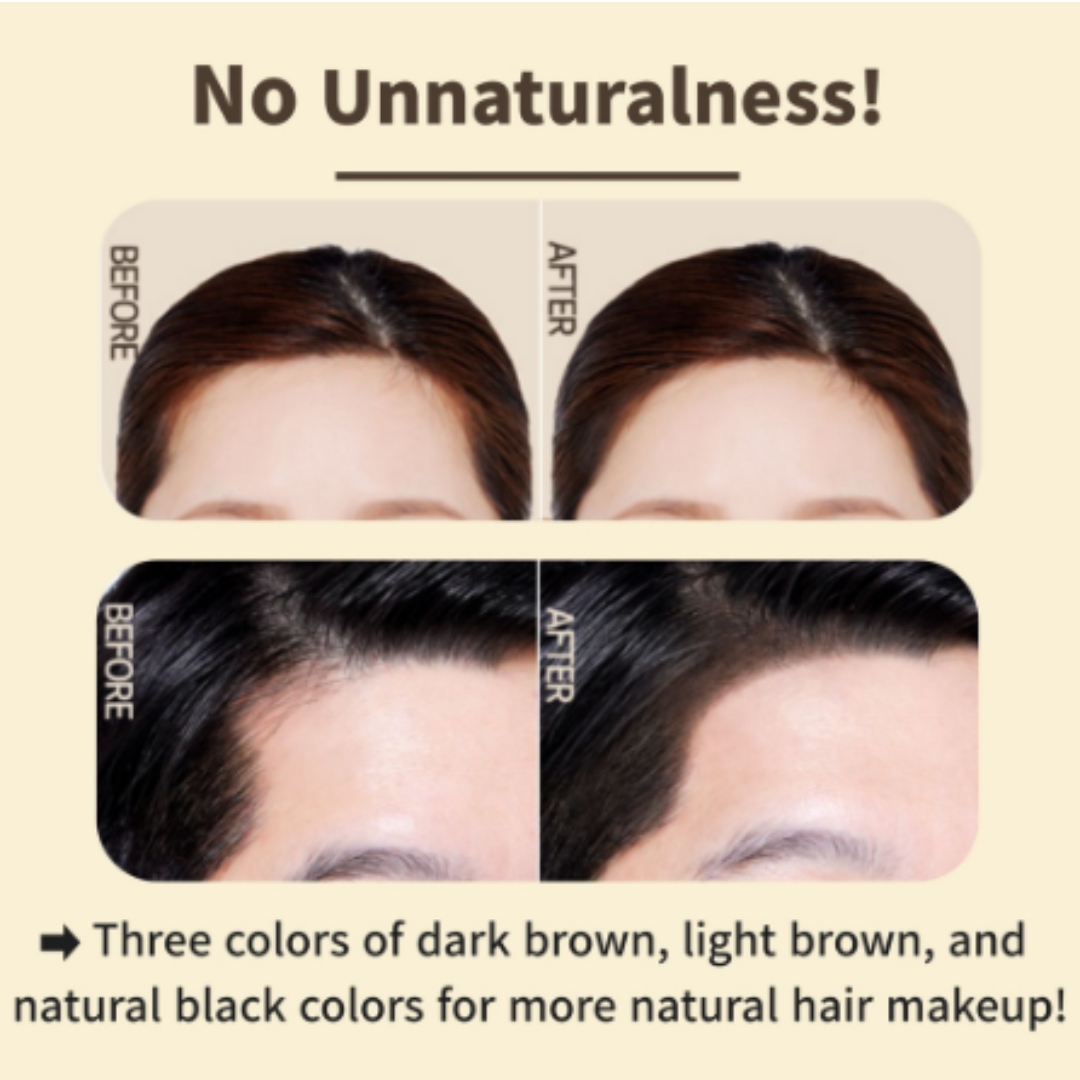 No Unnaturalness!
BEFORE
AFTER
BEFORE
AFTER
➡ Three colors of dark brown, light brown, and
natural black colors for more natural hair makeup!